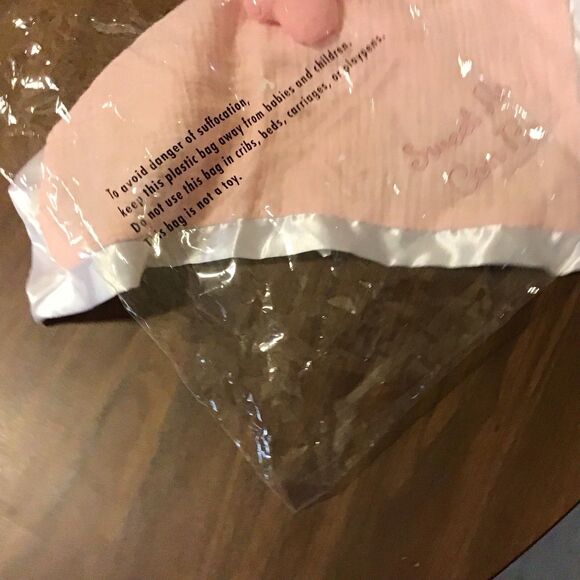 To avoid danger of suffocation,
keep this plastic bag away from babies and children.
Do not use this bag in cribs, beds, carriages, or playpens.
This bag is not a toy.
Sweet